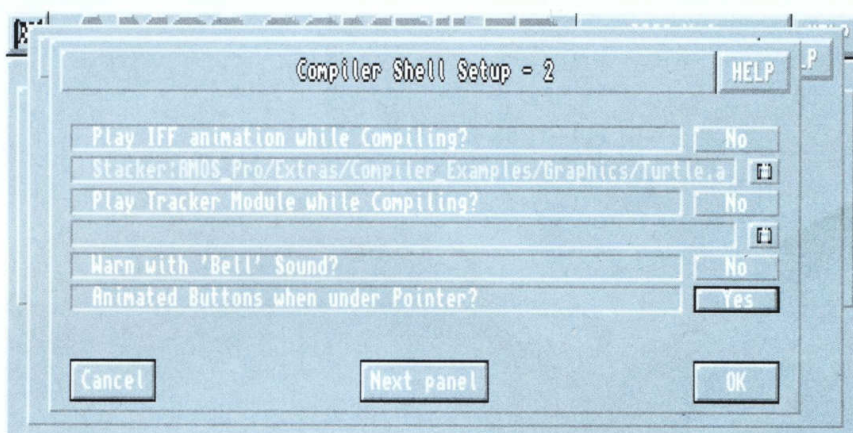 HELP
Compiler Shell Setup - 2
HELP
Play IFF animation while Compiling?
No
Stacker:AMOS_Pro/Extras/Compiler_Examples/Graphics/Turtle.a
Play Tracker Module while Compiling?
No
Warn with 'Bell' Sound?
No
Animated Buttons when under Pointer?
Yes
Cancel
Next panel
OK